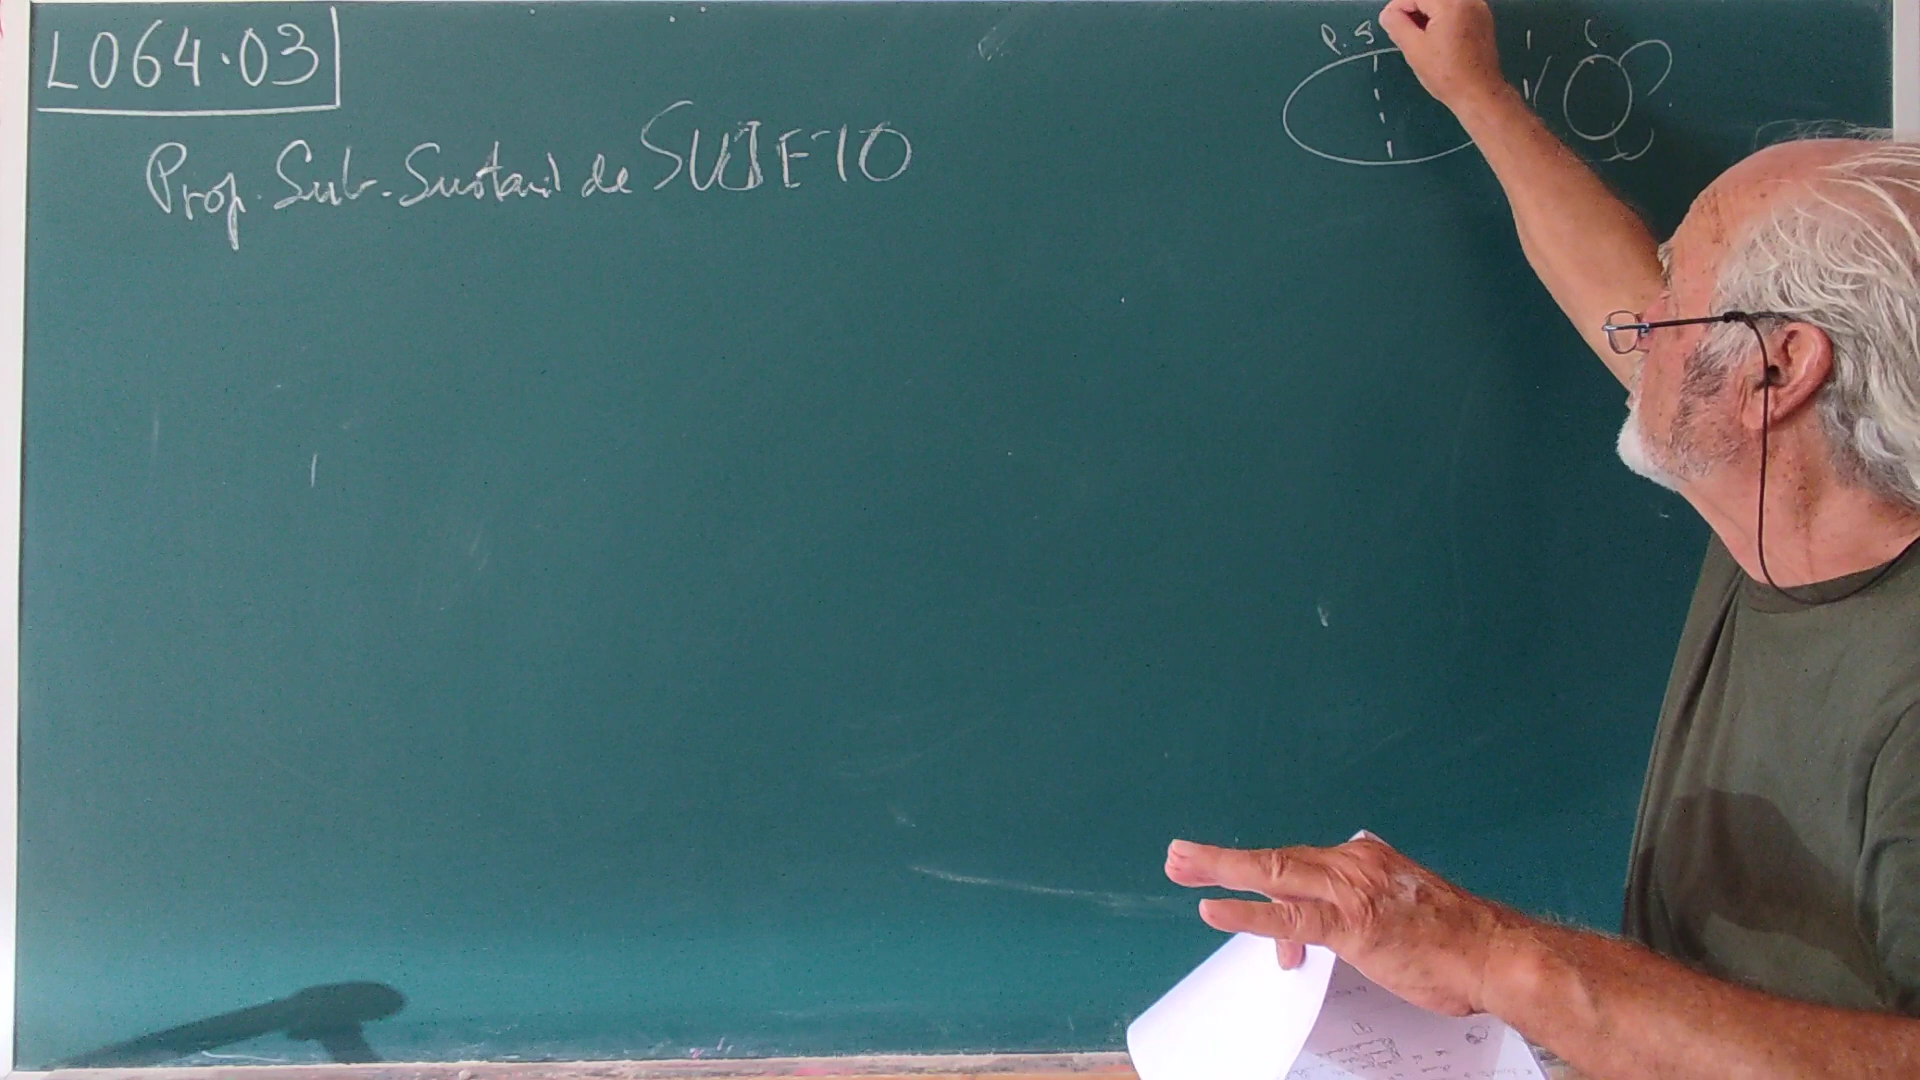 L064.03
Prop. Sub. Sustant de SUJETO
P. S